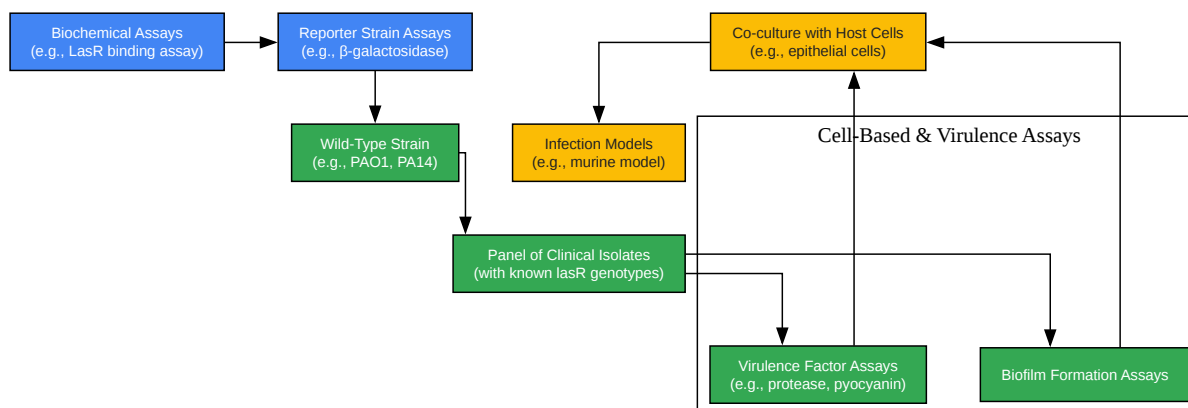 Biochemical Assays
(e.g., LasR binding assay)
Reporter Strain Assays
(e.g., β-galactosidase)
Co-culture with Host Cells
(e.g., epithelial cells)
Wild-Type Strain
(e.g., PAO1, PA14)
Infection Models
(e.g., murine model)
Cell-Based & Virulence Assays
Panel of Clinical Isolates
(with known lasR genotypes)
Virulence Factor Assays
(e.g., protease, pyocyanin)
Biofilm Formation Assays